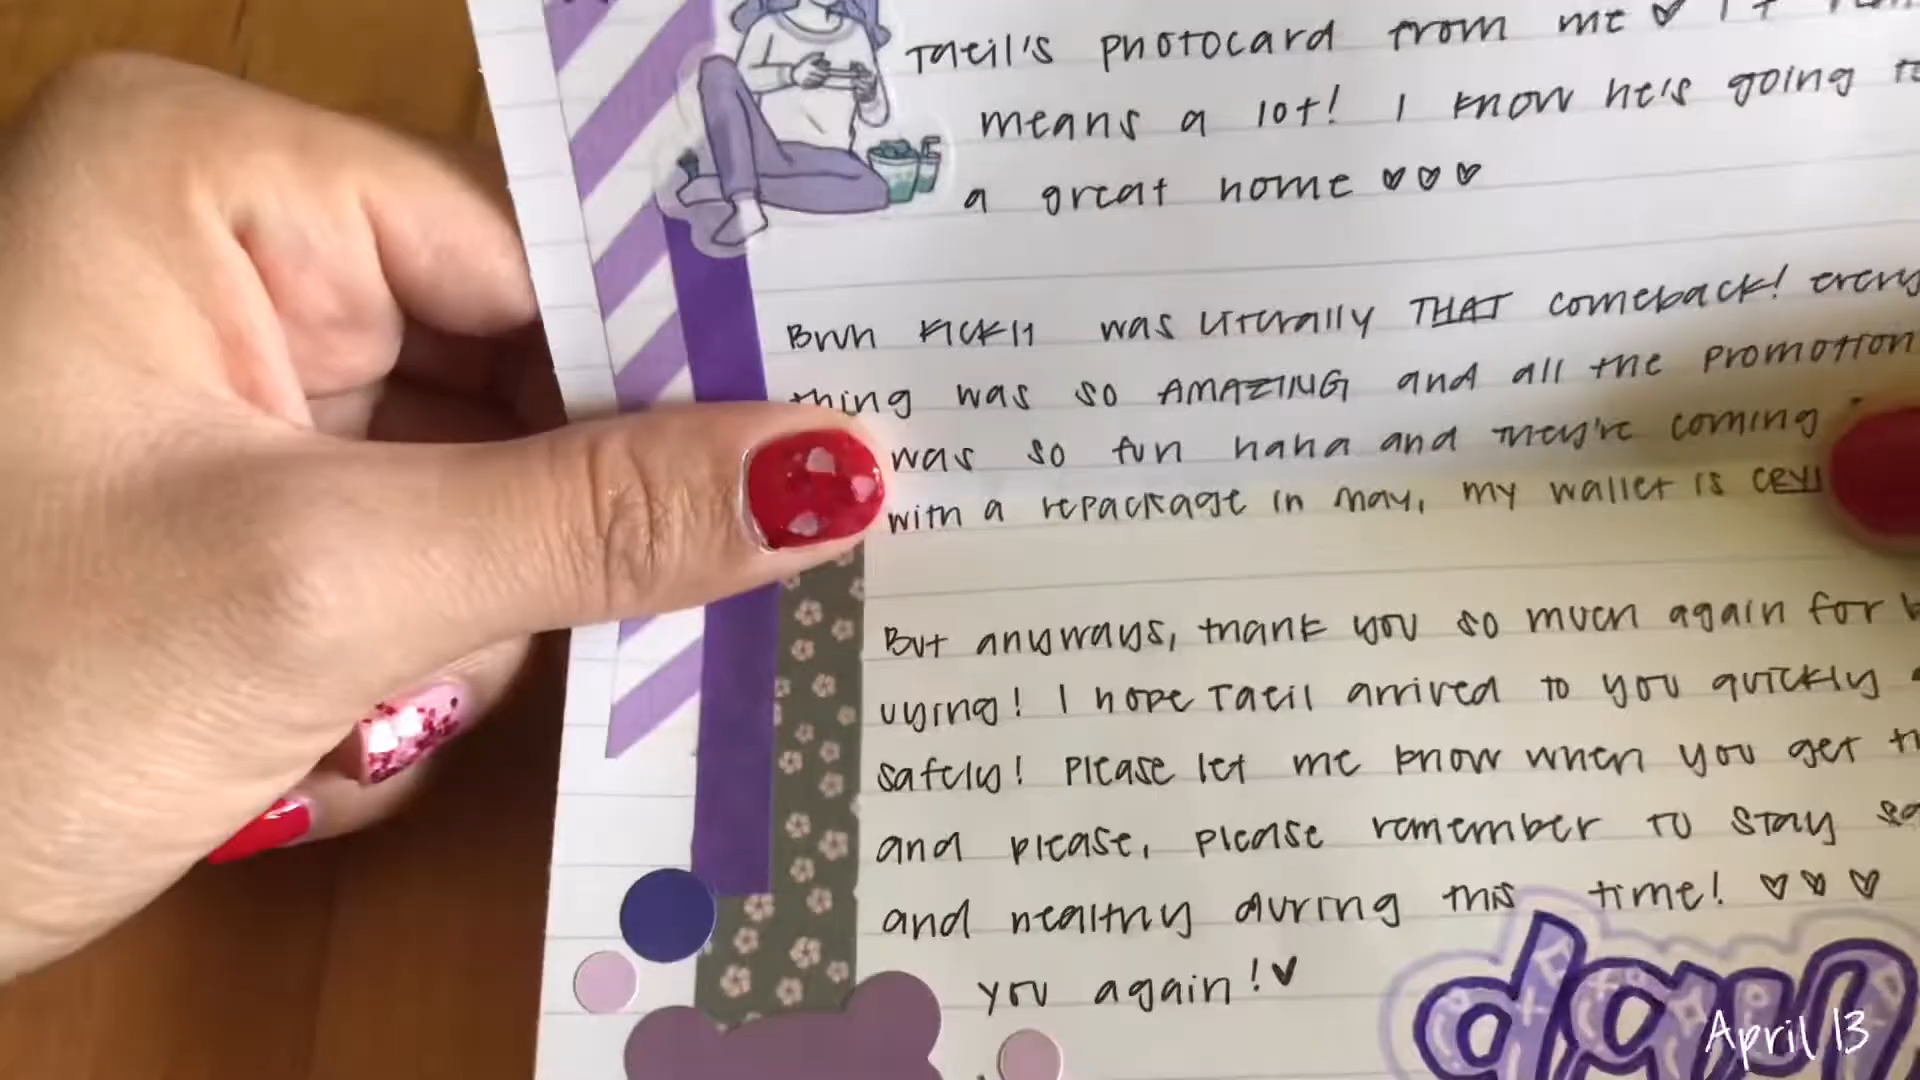 Taeil's photocard from me ♡ It
means a lot! I know he's going to
a great home ♡♡♡
Bruh KICK IT was literally THAT comeback! every
thing was so AMAZING and all the promotion
was so fun haha and they're coming
with a repackage in may, my wallet is
But anyways, thank you so much again for b
uying! I hope Taeil arrived to you quickly
safely! Please let me know when you get
and please, please remember to stay
and healthy during this time! ♡♡♡
you again! ♥
April 13